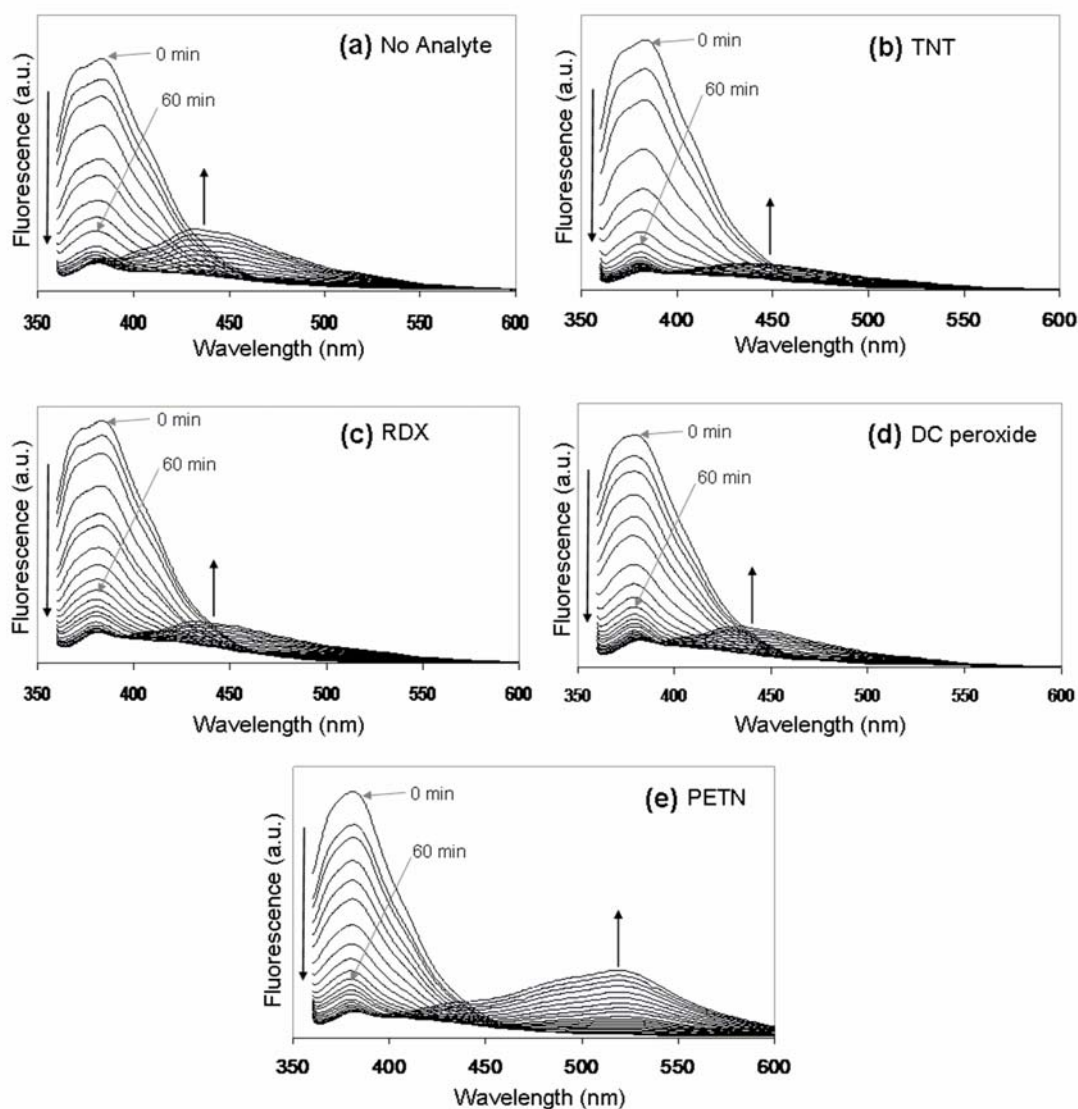 (a) No Analyte
0 min
60 min
Fluorescence (a.u.)
350 400 450 500 550 600
Wavelength (nm)
(b) TNT
0 min
60 min
Fluorescence (a.u.)
350 400 450 500 550 600
Wavelength (nm)
(c) RDX
0 min
60 min
Fluorescence (a.u.)
350 400 450 500 550 600
Wavelength (nm)
(d) DC peroxide
0 min
60 min
Fluorescence (a.u.)
350 400 450 500 550 600
Wavelength (nm)
(e) PETN
0 min
60 min
Fluorescence (a.u.)
350 400 450 500 550 600
Wavelength (nm)